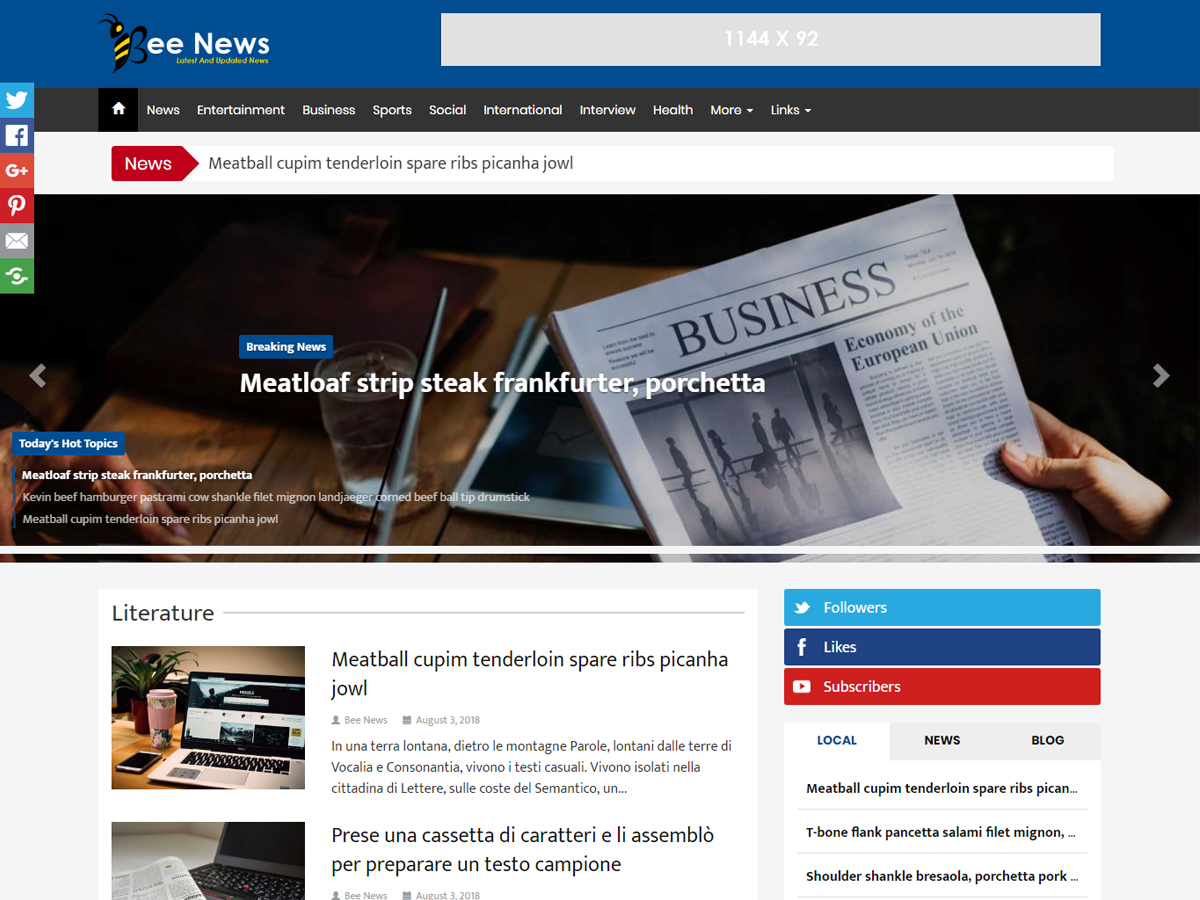 Bee News
Latest And Updated News
1144 X 92
News Entertainment Business Sports Social International Interview Health More Links
News
Meatball cupim tenderloin spare ribs picanha jowl
BUSINESS
Economy of the
European Union
Breaking News
Meatloaf strip steak frankfurter, porchetta
Today's Hot Topics
Meatloaf strip steak frankfurter, porchetta
Kevin beef hamburger pastrami cow shankle filet mignon landjaeger corned beef ball tip drumstick
Meatball cupim tenderloin spare ribs picanha jowl
Literature
Meatball cupim tenderloin spare ribs picanha
jowl
Bee News August 3, 2018
In una terra lontana, dietro le montagne Parole, lontani dalle terre di
Vocalia e Consonantia, vivono i testi casuali. Vivono isolati nella
cittadina di Lettere, sulle coste del Semantico, un...
Prese una cassetta di caratteri e li assemblò
per preparare un testo campione
Bee News August 3, 2018
Followers
Likes
Subscribers
LOCAL NEWS BLOG
Meatball cupim tenderloin spare ribs pican...
T-bone flank pancetta salami filet mignon, ...
Shoulder shankle bresaola, porchetta pork ...